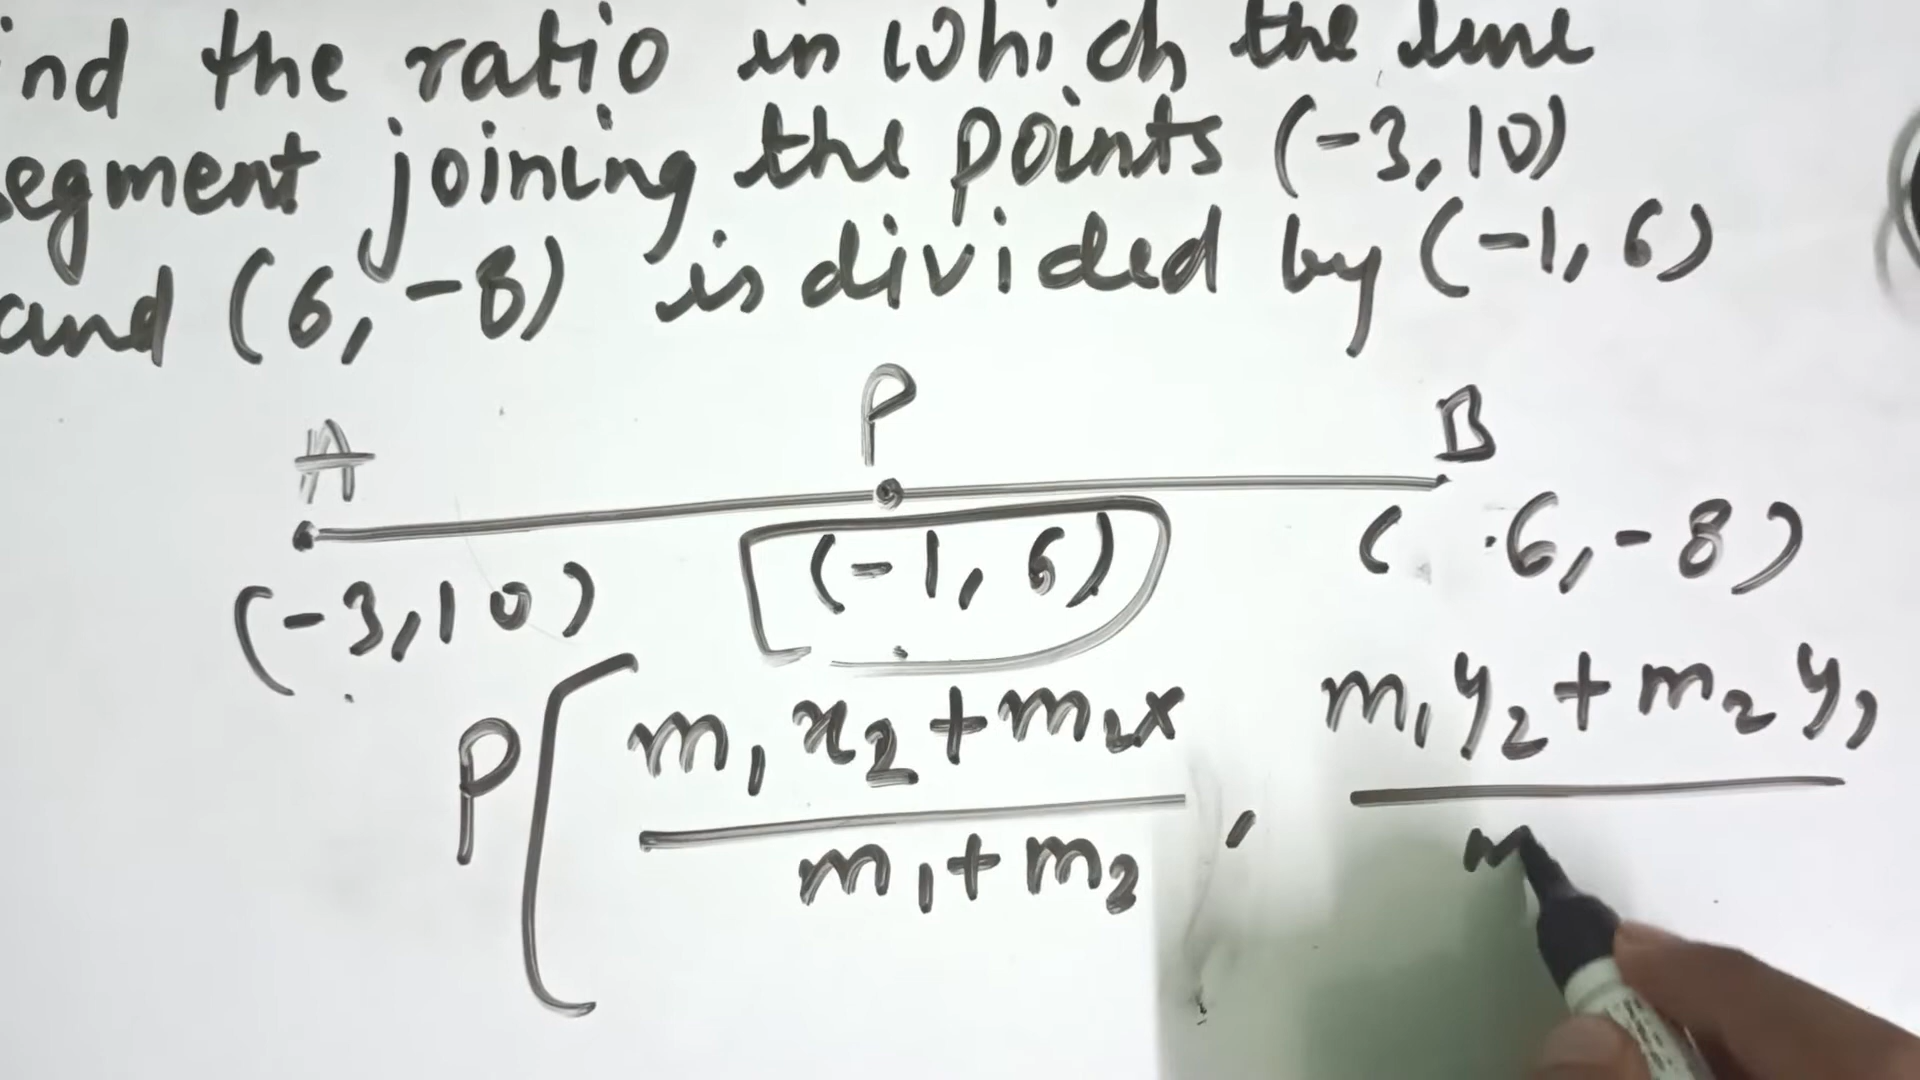 ind the ratio in which the line
segment joining the points (-3,10)
and (6,-8) is divided by (-1,6)
P
A B
(-1,6) (6,-8)
(-3,10)
P[ m₁x₂+m₂x / m₁+m₂ , m₁y₂+m₂y₁ / m